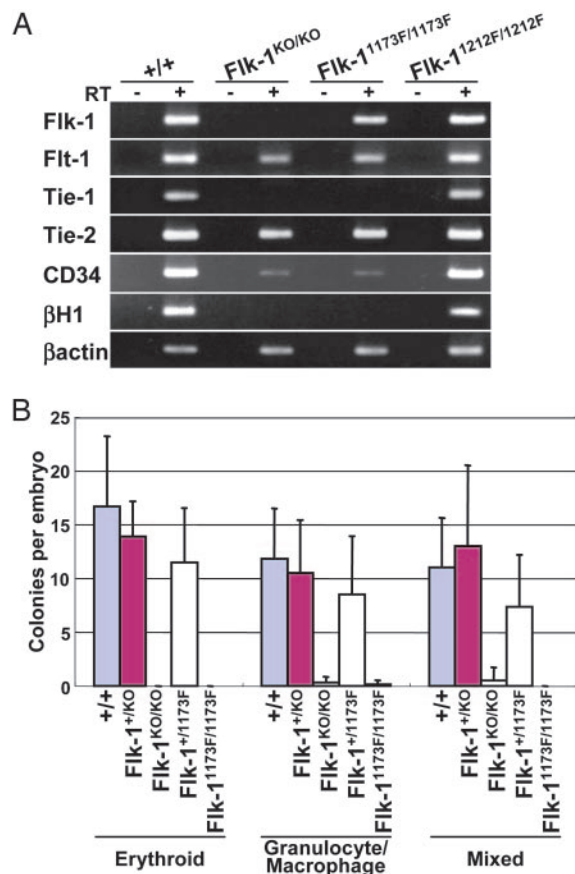 A
+/+ Flk-1KO/KO Flk-11173F/1173F Flk-11212F/1212F
RT - + - + - + - +
Flk-1
Flt-1
Tie-1
Tie-2
CD34
βH1
βactin
B
Colonies per embryo
25
20
15
10
5
0
+/+ Flk-1+/KO Flk-1KO/KO Flk-1+/1173F Flk-11173F/1173F +/+ Flk-1+/KO Flk-1KO/KO Flk-1+/1173F Flk-11173F/1173F +/+ Flk-1+/KO Flk-1KO/KO Flk-1+/1173F Flk-11173F/1173F
Erythroid Granulocyte/ Mixed
Macrophage